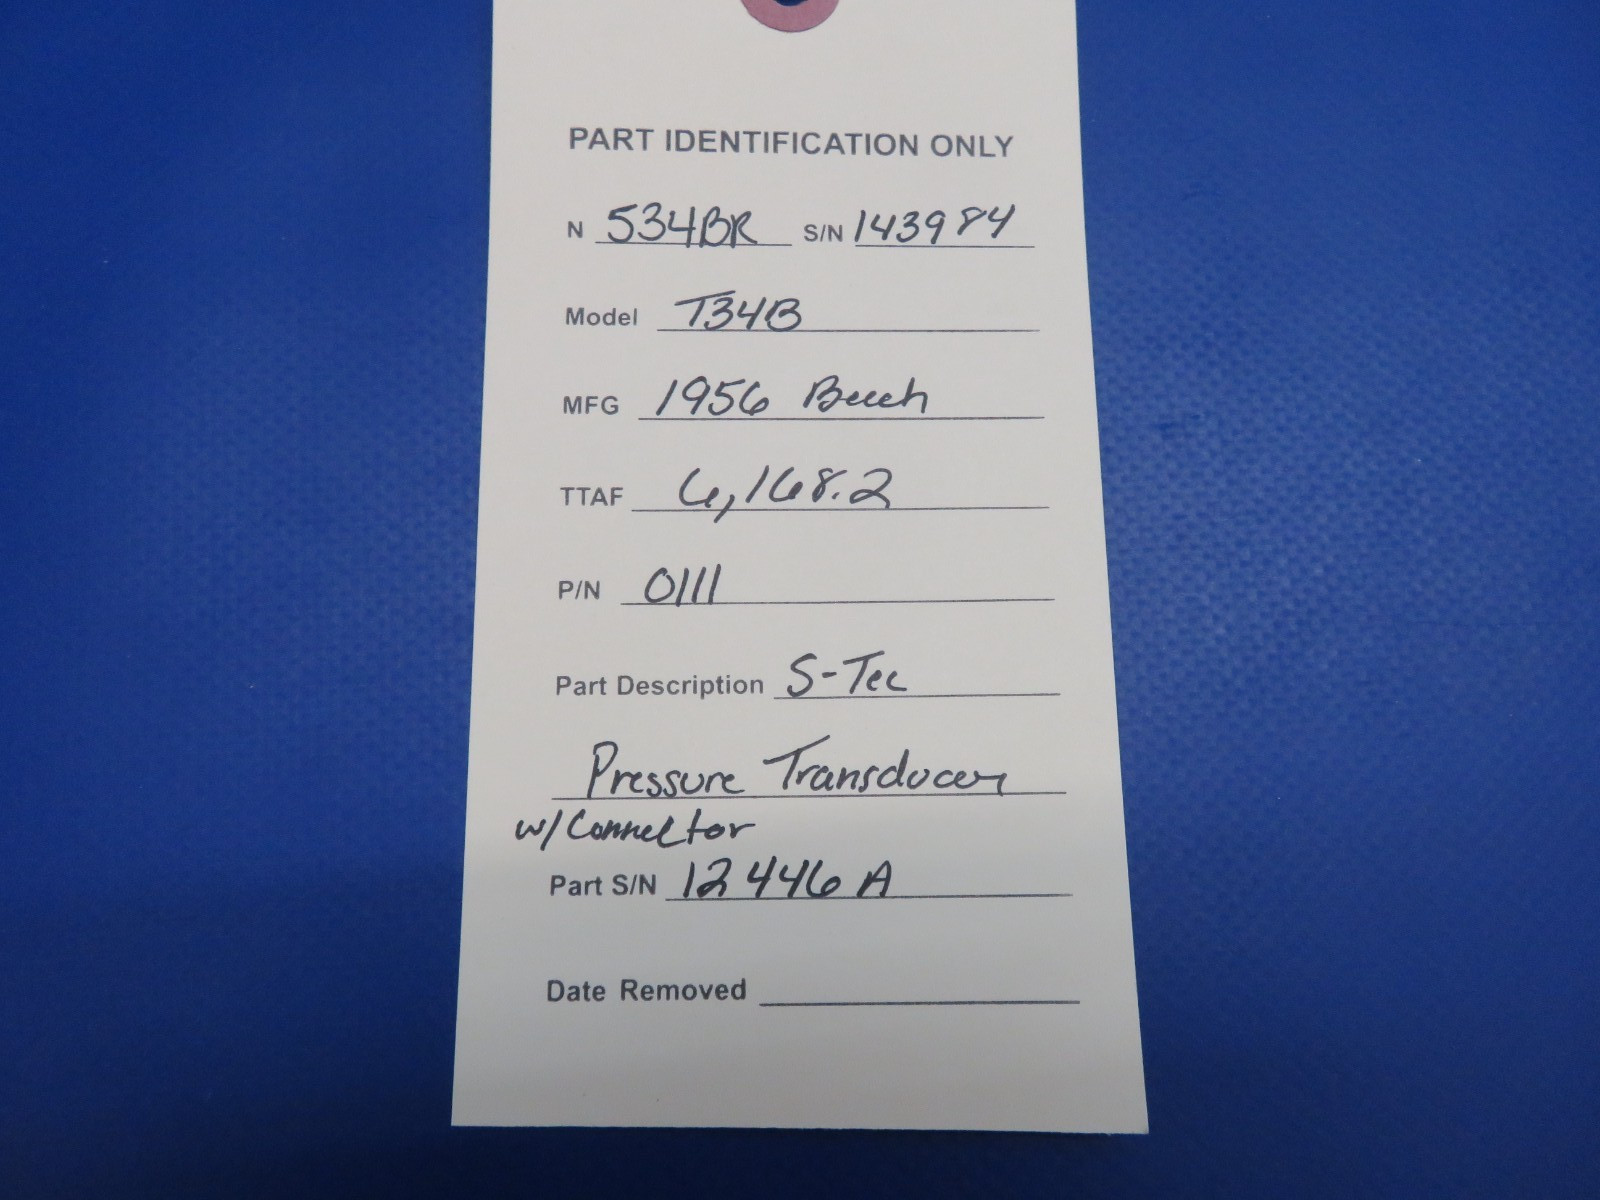 PART IDENTIFICATION ONLY
N 534BR S/N 143984
Model T34B
MFG 1956 Beech
TTAF 6,168.2
P/N 0111
Part Description S-Tec
Pressure Transducer
w/ Connector
Part S/N 12446A
Date Removed